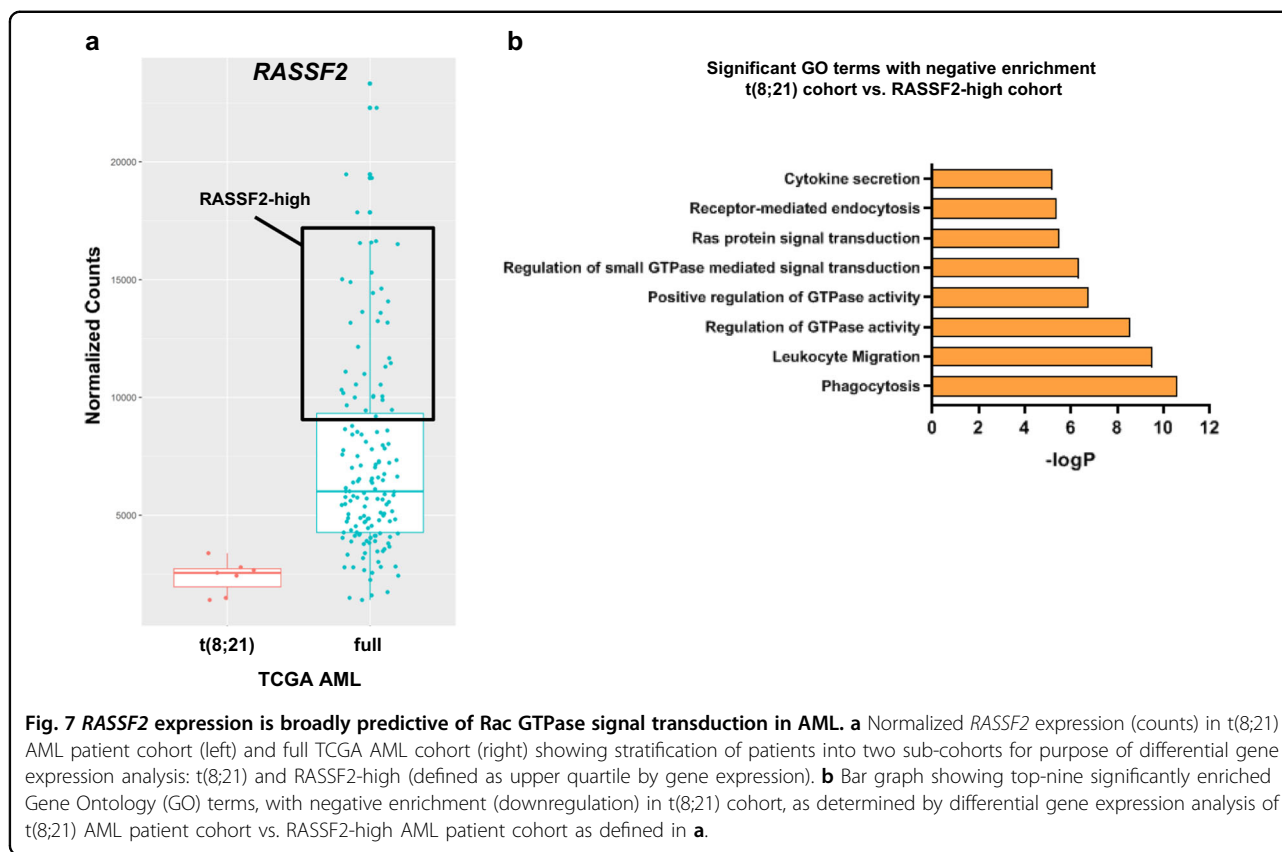 a
RASSF2
RASSF2-high
Normalized Counts
20000
15000
10000
5000
t(8;21)
full
TCGA AML
b
Significant GO terms with negative enrichment
t(8;21) cohort vs. RASSF2-high cohort
Cytokine secretion
Receptor-mediated endocytosis
Ras protein signal transduction
Regulation of small GTPase mediated signal transduction
Positive regulation of GTPase activity
Regulation of GTPase activity
Leukocyte Migration
Phagocytosis
0 2 4 6 8 10 12
-logP
Fig. 7 RASSF2 expression is broadly predictive of Rac GTPase signal transduction in AML. a Normalized RASSF2 expression (counts) in t(8;21)
AML patient cohort (left) and full TCGA AML cohort (right) showing stratification of patients into two sub-cohorts for purpose of differential gene
expression analysis: t(8;21) and RASSF2-high (defined as upper quartile by gene expression). b Bar graph showing top-nine significantly enriched
Gene Ontology (GO) terms, with negative enrichment (downregulation) in t(8;21) cohort, as determined by differential gene expression analysis of
t(8;21) AML patient cohort vs. RASSF2-high AML patient cohort as defined in a.